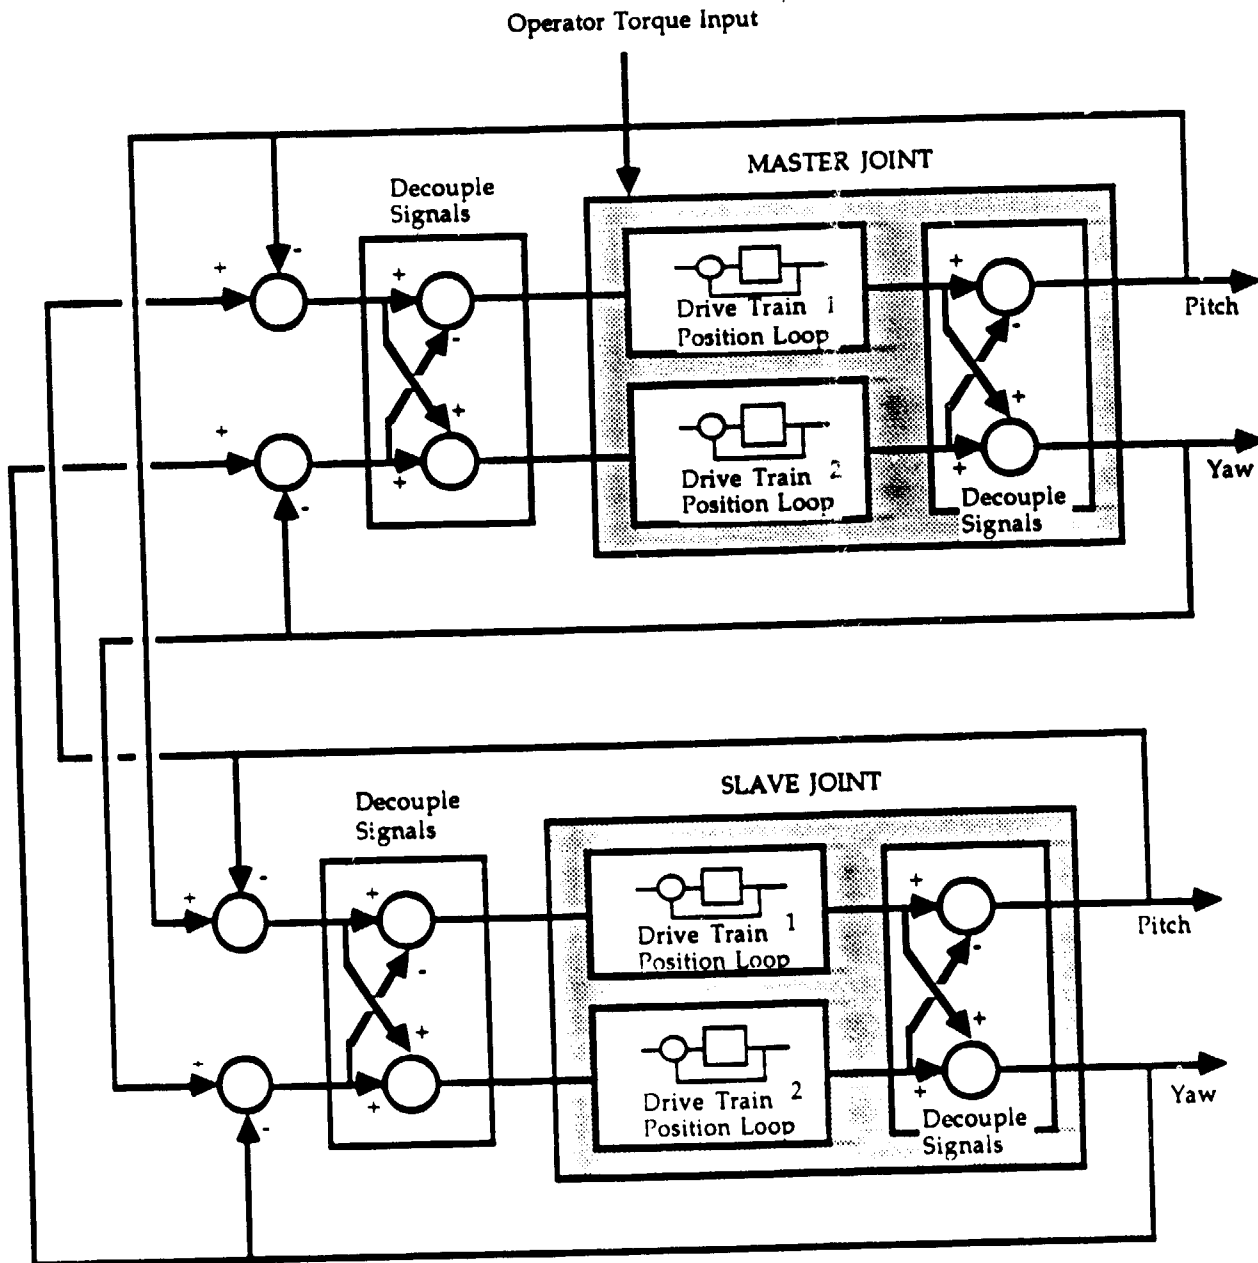 Operator Torque Input
MASTER JOINT
Decouple
Signals
-
+
+
Drive Train 1
Position Loop
+
Pitch
-
-
+
+
+
+
Drive Train 2
Position Loop
+
Yaw
Decouple
Signals
-
SLAVE JOINT
Decouple
Signals
-
+
+
Drive Train 1
Position Loop
+
Pitch
-
-
+
+
+
+
Drive Train 2
Position Loop
+
Yaw
Decouple
Signals
-